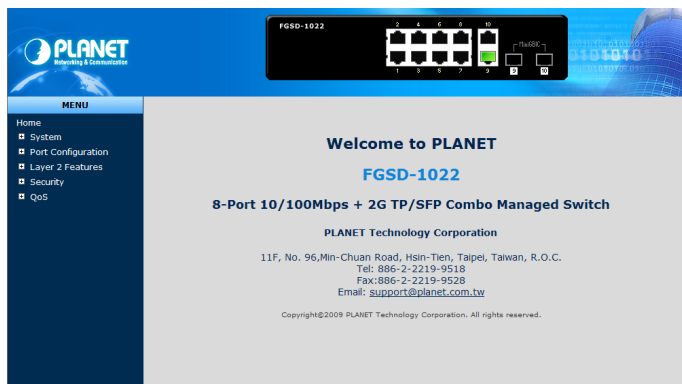 PLANET
Networking & Communication
FGSD-1022
2 4 6 8 10
MiniGBIC
1 3 5 7 9 9 10
MENU
Home
System
Port Configuration
Layer 2 Features
Security
QoS
Welcome to PLANET
FGSD-1022
8-Port 10/100Mbps + 2G TP/SFP Combo Managed Switch
PLANET Technology Corporation
11F, No. 96,Min-Chuan Road, Hsin-Tien, Taipei, Taiwan, R.O.C.
Tel: 886-2-2219-9518
Fax:886-2-2219-9528
Email: support@planet.com.tw
Copyright©2009 PLANET Technology Corporation. All rights reserved.